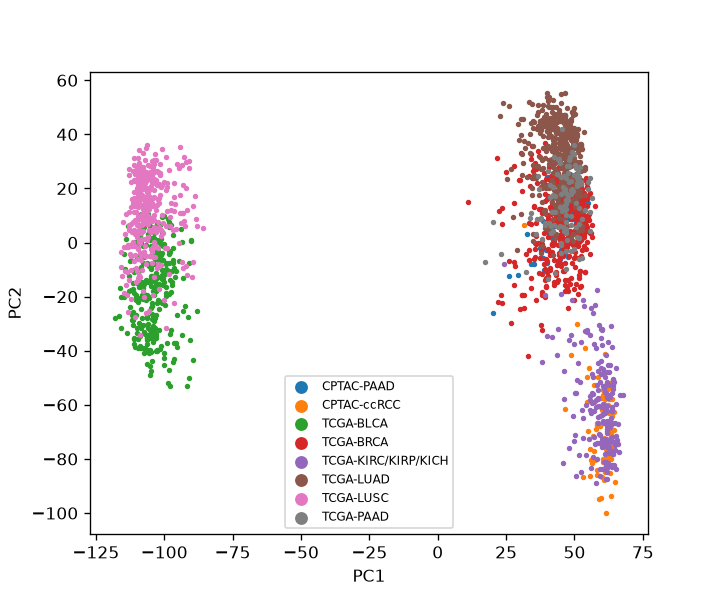 60
40
20
0
−20
−40
−60
−80
−100
PC2
CPTAC-PAAD
CPTAC-ccRCC
TCGA-BLCA
TCGA-BRCA
TCGA-KIRC/KIRP/KICH
TCGA-LUAD
TCGA-LUSC
TCGA-PAAD
−125 −100 −75 −50 −25 0 25 50 75
PC1